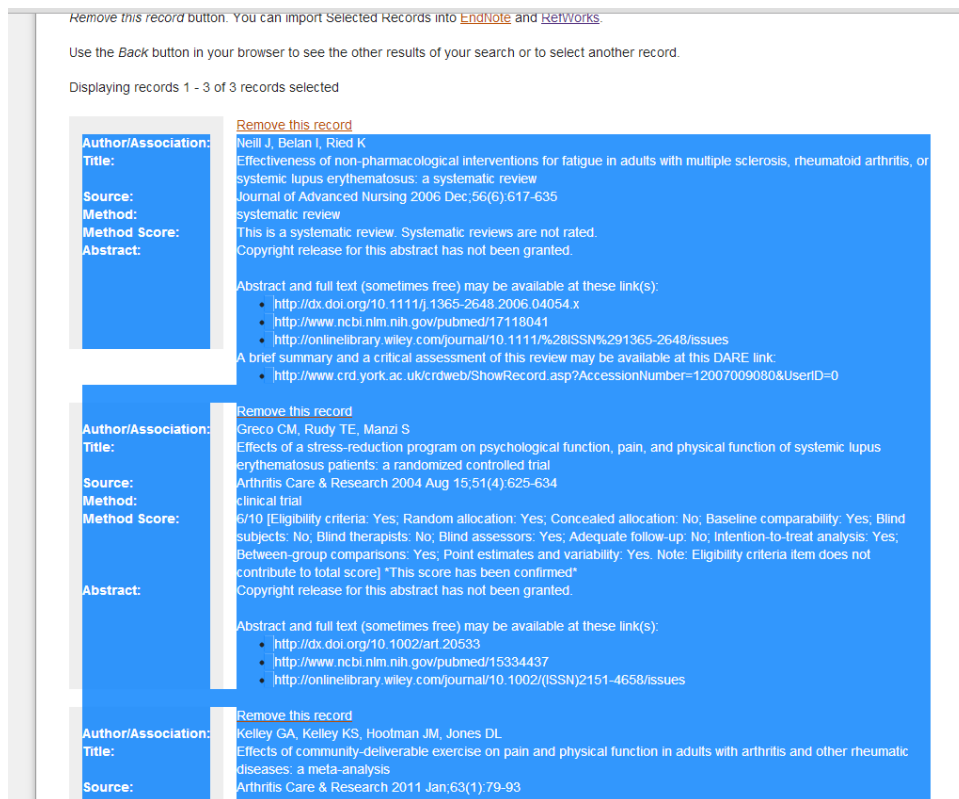 Remove this record button. You can import Selected Records into EndNote and RefWorks.
Use the Back button in your browser to see the other results of your search or to select another record.
Displaying records 1 - 3 of 3 records selected
Remove this record
Author/Association: Neill J, Belan I, Ried K
Title: Effectiveness of non-pharmacological interventions for fatigue in adults with multiple sclerosis, rheumatoid arthritis, or
systemic lupus erythematosus: a systematic review
Source: Journal of Advanced Nursing 2006 Dec;56(6):617-635
Method: systematic review
Method Score: This is a systematic review. Systematic reviews are not rated.
Abstract: Copyright release for this abstract has not been granted.
Abstract and full text (sometimes free) may be available at these link(s):
• http://dx.doi.org/10.1111/j.1365-2648.2006.04054.x
• http://www.ncbi.nlm.nih.gov/pubmed/17118041
• http://onlinelibrary.wiley.com/journal/10.1111/%28ISSN%291365-2648/issues
A brief summary and a critical assessment of this review may be available at this DARE link:
• http://www.crd.york.ac.uk/crdweb/ShowRecord.asp?AccessionNumber=12007009080&UserID=0
Remove this record
Author/Association: Greco CM, Rudy TE, Manzi S
Title: Effects of a stress-reduction program on psychological function, pain, and physical function of systemic lupus
erythematosus patients: a randomized controlled trial
Source: Arthritis Care & Research 2004 Aug 15;51(4):625-634
Method: clinical trial
Method Score: 6/10 [Eligibility criteria: Yes; Random allocation: Yes; Concealed allocation: No; Baseline comparability: Yes; Blind
subjects: No; Blind therapists: No; Blind assessors: Yes; Adequate follow-up: No; Intention-to-treat analysis: Yes;
Between-group comparisons: Yes; Point estimates and variability: Yes. Note: Eligibility criteria item does not
contribute to total score] *This score has been confirmed*
Abstract: Copyright release for this abstract has not been granted.
Abstract and full text (sometimes free) may be available at these link(s):
• http://dx.doi.org/10.1002/art.20533
• http://www.ncbi.nlm.nih.gov/pubmed/15334437
• http://onlinelibrary.wiley.com/journal/10.1002/(ISSN)2151-4658/issues
Remove this record
Author/Association: Kelley GA, Kelley KS, Hootman JM, Jones DL
Title: Effects of community-deliverable exercise on pain and physical function in adults with arthritis and other rheumatic
diseases: a meta-analysis
Source: Arthritis Care & Research 2011 Jan;63(1):79-93